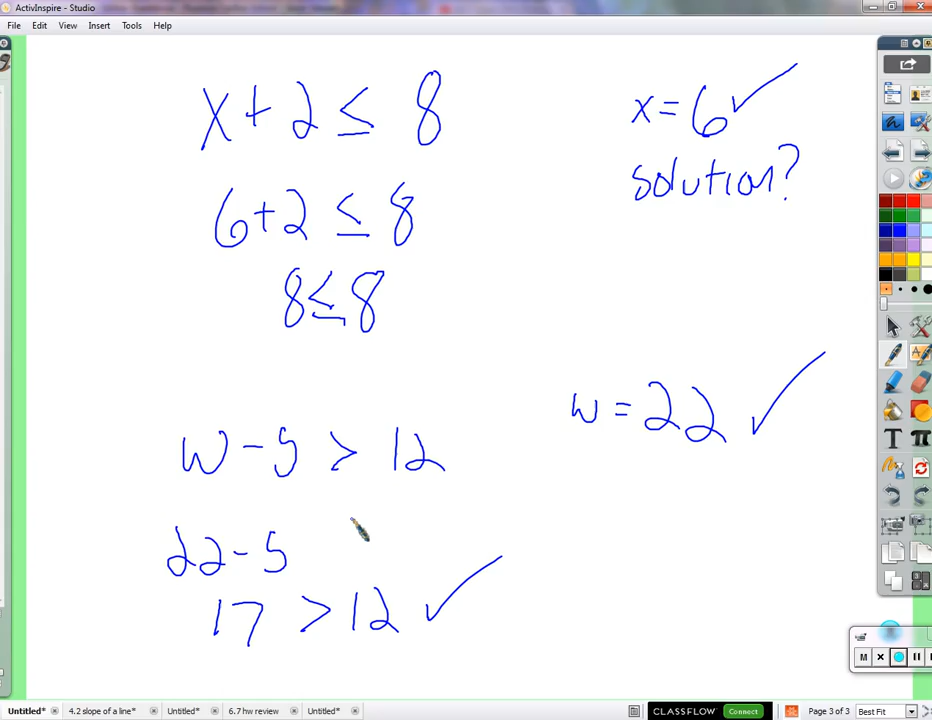 ActivInspire - Studio
File Edit View Insert Tools Help
x + 2 ≤ 8
x = 6 ✓
solution?
6 + 2 ≤ 8
8 ≤ 8
w = 22 ✓
w - 5 > 12
22 - 5
17 > 12 ✓
M
Untitled* 4.2 slope of a line* Untitled* 6.7 hw review Untitled* CLASSFLOW Connect Page 3 of 3 Best Fit